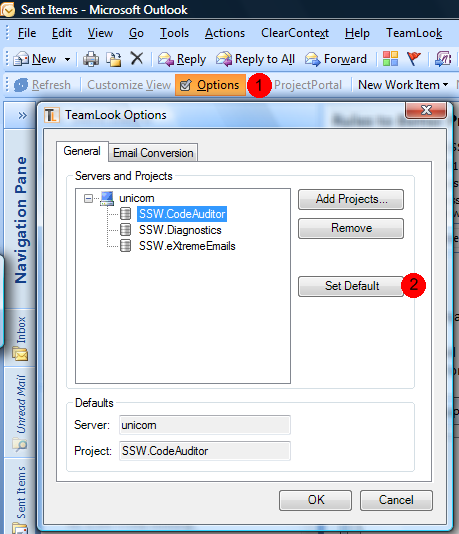 Sent Items - Microsoft Outlook
File Edit View Go Tools Actions ClearContext Help TeamLook
New Reply Reply to All Forward
Refresh Customize View Options 1 ProjectPortal New Work Item
TeamLook Options
General Email Conversion
Servers and Projects
unicorn
SSW.CodeAuditor
SSW.Diagnostics
SSW.eXtremeEmails
Add Projects...
Remove
Set Default 2
Defaults
Server: unicorn
Project: SSW.CodeAuditor
OK Cancel
Navigation Pane
Inbox
Unread Mail
Sent Items